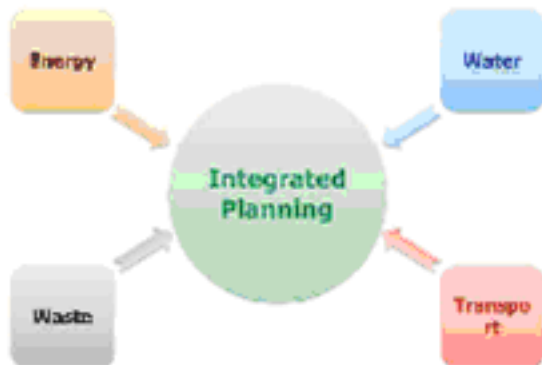 Energy
Water
Integrated
Planning
Waste
Transpo
rt